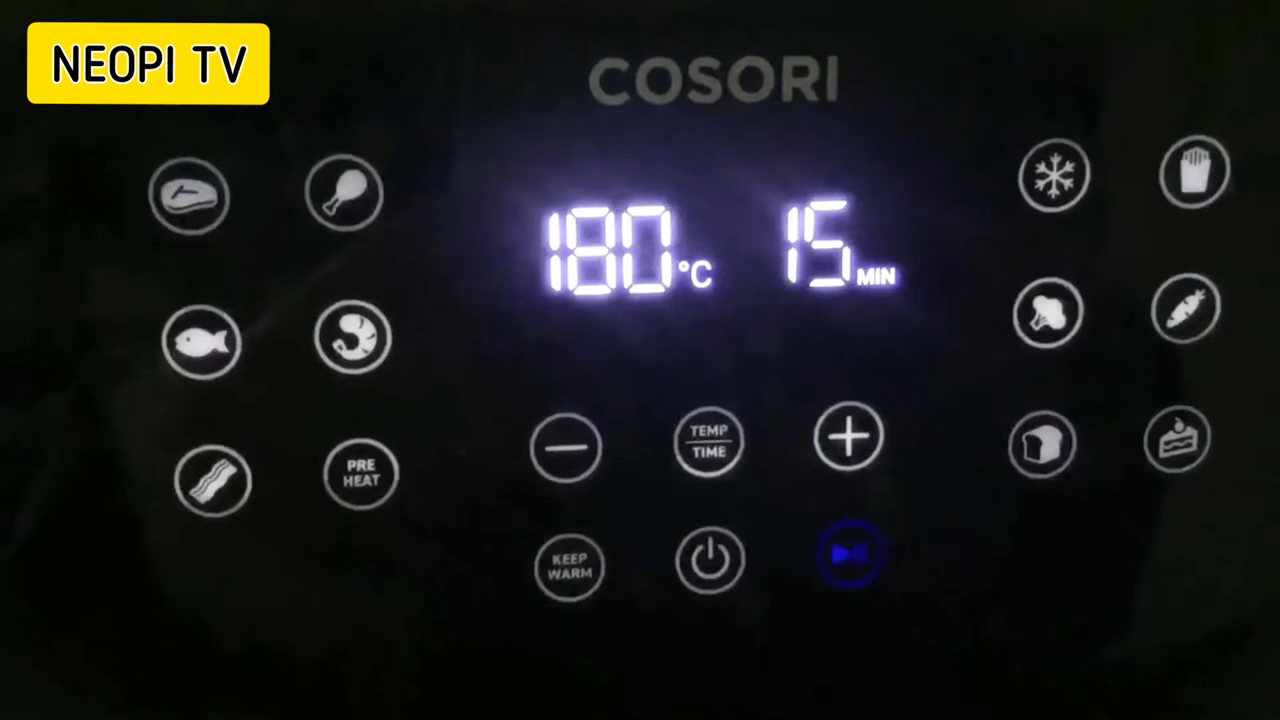 NEOPI TV
COSORI
180°C 15 MIN
PRE
HEAT
TEMP
TIME
KEEP
WARM